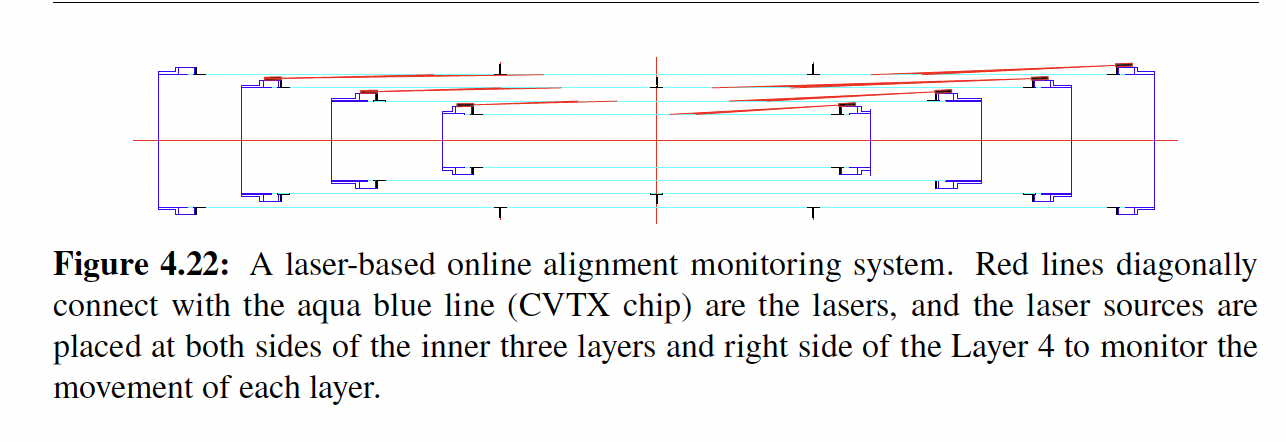 Figure 4.22: A laser-based online alignment monitoring system. Red lines diagonally
connect with the aqua blue line (CVTX chip) are the lasers, and the laser sources are
placed at both sides of the inner three layers and right side of the Layer 4 to monitor the
movement of each layer.